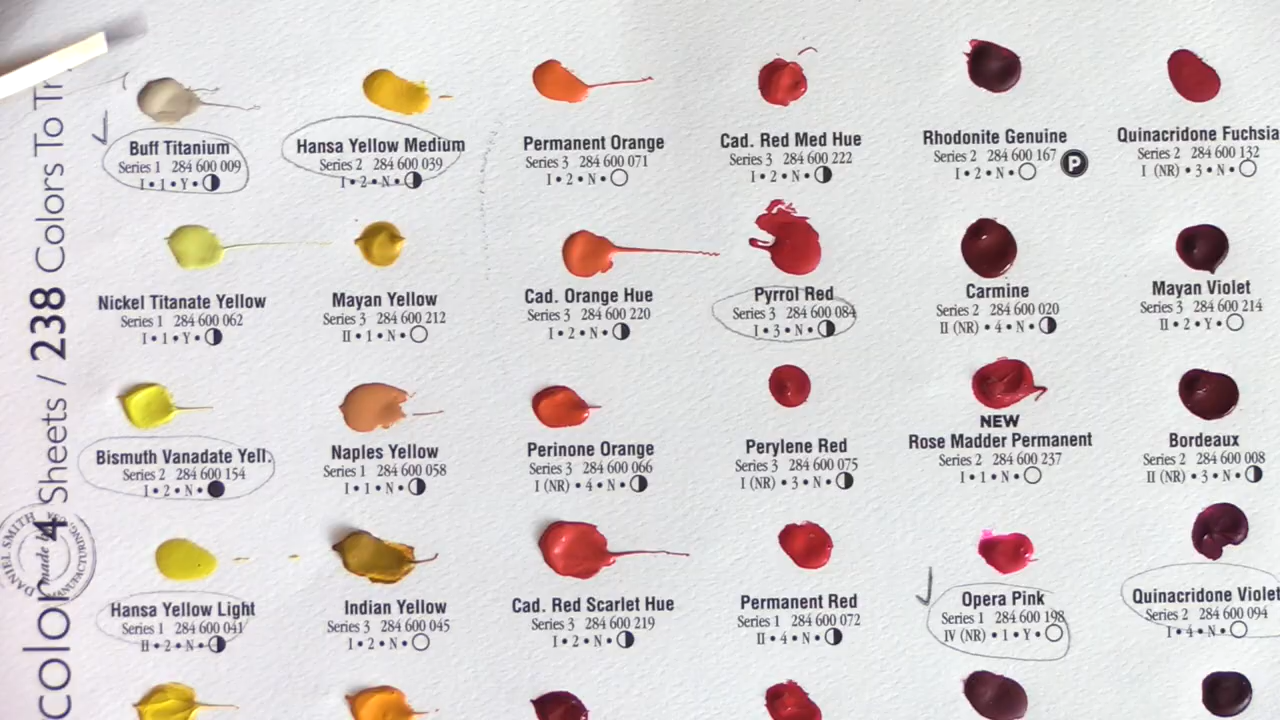 color 4 Sheets / 238 Colors To Tr
DANIEL SMITH
made by
MANUFACTURING
Buff Titanium
Series 1 284 600 009
I • 1 • Y •
Hansa Yellow Medium
Series 2 284 600 039
I • 2 • N •
Permanent Orange
Series 3 284 600 071
I • 2 • N •
Cad. Red Med Hue
Series 3 284 600 222
I • 2 • N •
Rhodonite Genuine
Series 2 284 600 167
I • 2 • N •
P
Quinacridone Fuchsia
Series 2 284 600 132
I (NR) • 3 • N •
Nickel Titanate Yellow
Series 1 284 600 062
I • 1 • Y •
Mayan Yellow
Series 3 284 600 212
II • 1 • N •
Cad. Orange Hue
Series 3 284 600 220
I • 2 • N •
Pyrrol Red
Series 3 284 600 084
I • 3 • N •
Carmine
Series 2 284 600 020
II (NR) • 4 • N •
Mayan Violet
Series 3 284 600 214
II • 2 • Y •
Bismuth Vanadate Yell.
Series 2 284 600 154
I • 2 • N •
Naples Yellow
Series 1 284 600 058
I • 1 • N •
Perinone Orange
Series 3 284 600 066
I (NR) • 4 • N •
Perylene Red
Series 3 284 600 075
I (NR) • 3 • N •
NEW
Rose Madder Permanent
Series 2 284 600 237
I • 1 • N •
Bordeaux
Series 2 284 600 008
II (NR) • 3 • N •
Hansa Yellow Light
Series 1 284 600 041
II • 2 • N •
Indian Yellow
Series 3 284 600 045
I • 2 • N •
Cad. Red Scarlet Hue
Series 3 284 600 219
I • 2 • N •
Permanent Red
Series 1 284 600 072
II • 4 • N •
Opera Pink
Series 1 284 600 198
IV (NR) • 1 • Y •
Quinacridone Violet
Series 2 284 600 094
I • 4 • N •